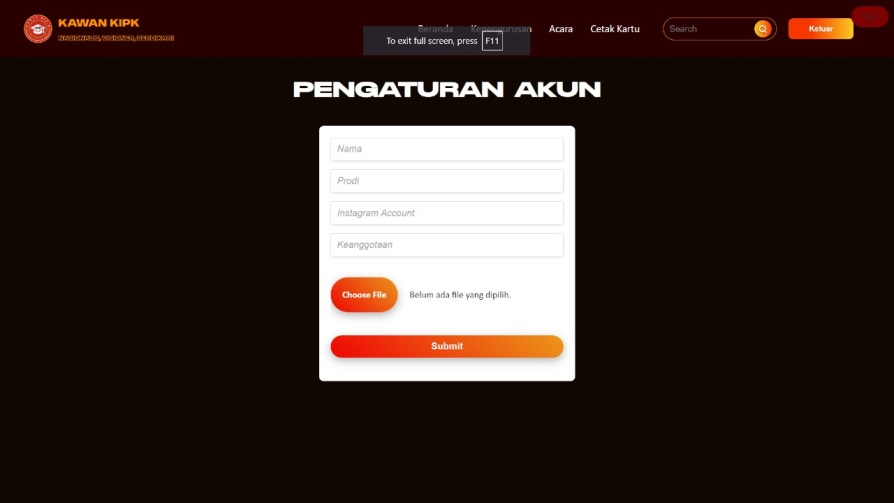 KAWAN KIPK
NASIONALIS, VISIONER, BERDIKARI
Beranda Kepengurusan Acara Cetak Kartu
Search
Keluar
To exit full screen, press F11
PENGATURAN AKUN
Nama
Prodi
Instagram Account
Keanggotaan
Choose File Belum ada file yang dipilih.
Submit